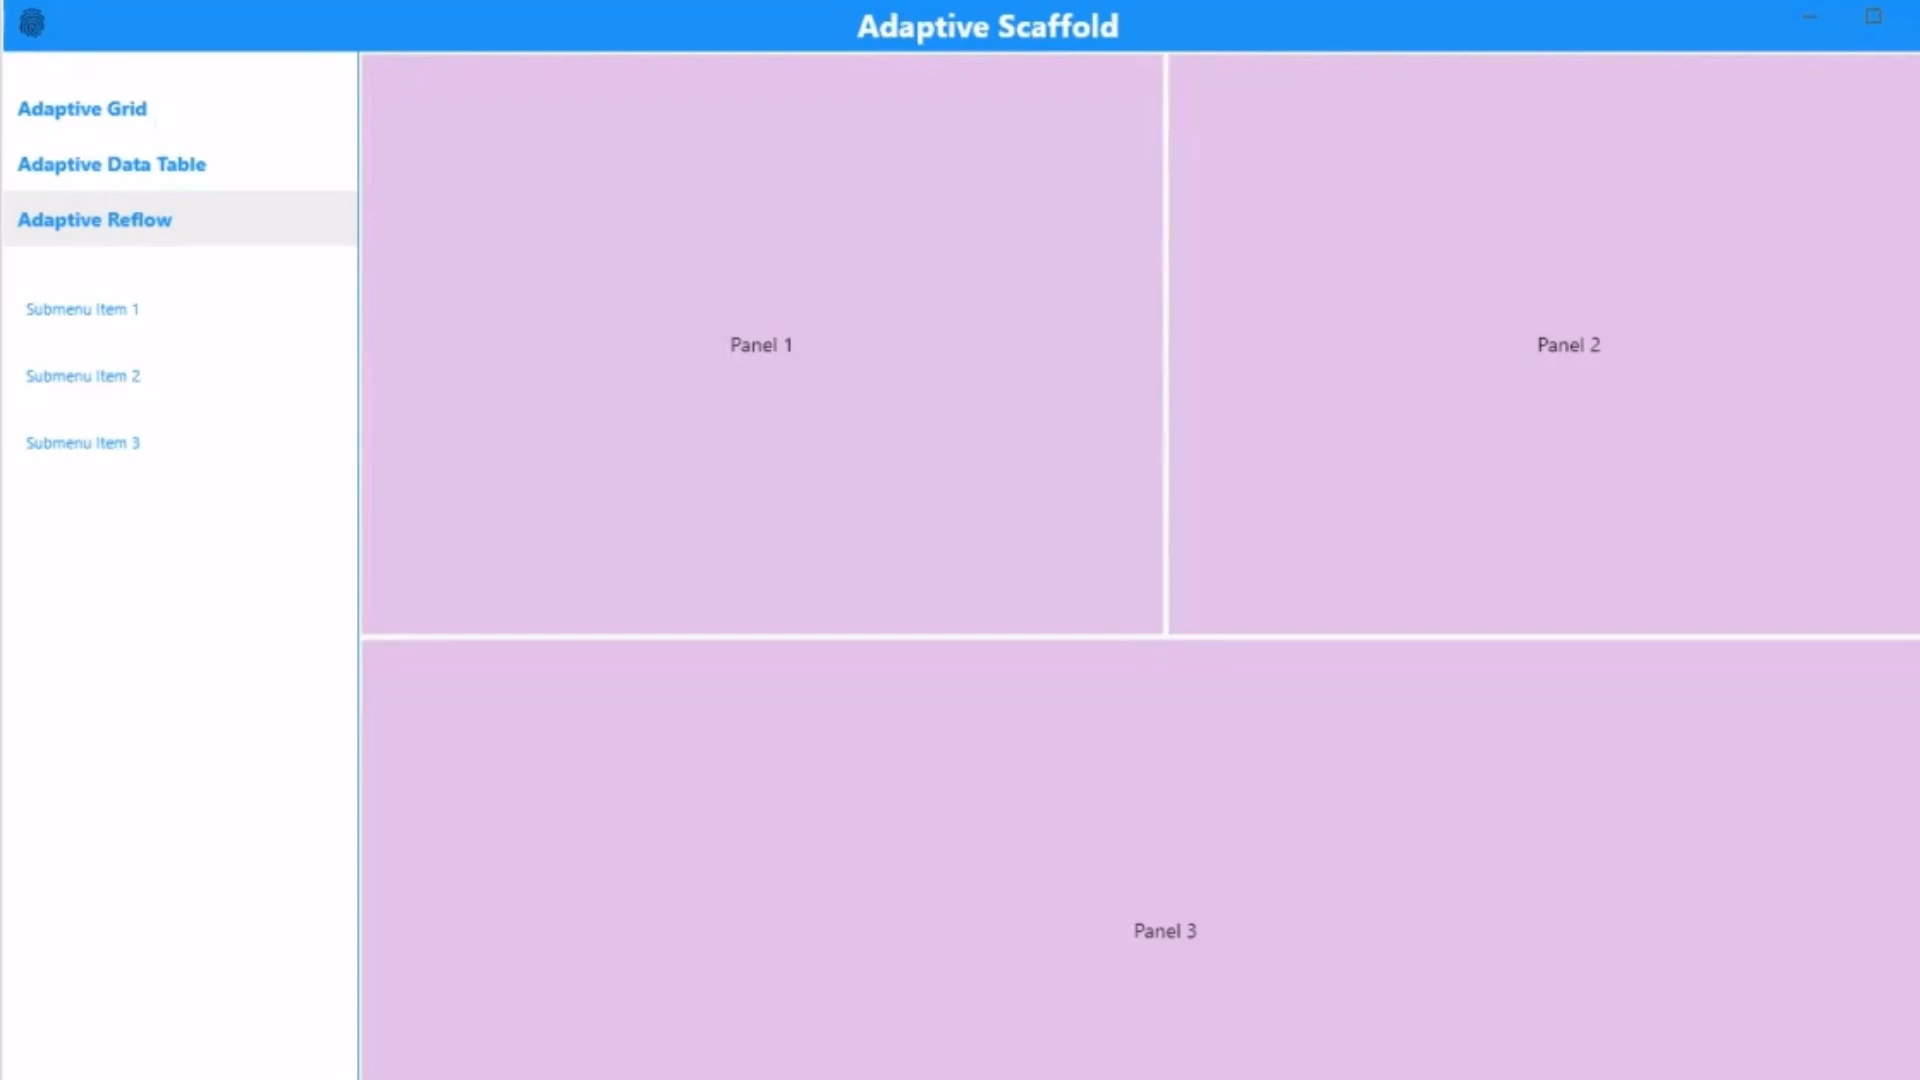 Adaptive Scaffold
Adaptive Grid
Adaptive Data Table
Adaptive Reflow
Submenu Item 1
Submenu Item 2
Submenu Item 3
Panel 1
Panel 2
Panel 3